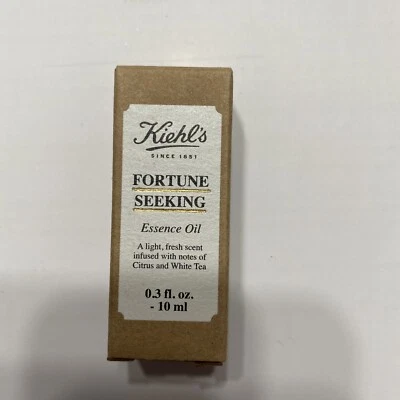 Kiehl's
SINCE 1851
FORTUNE
SEEKING
Essence Oil
A light, fresh scent
infused with notes of
Citrus and White Tea
0.3 fl. oz.
- 10 ml